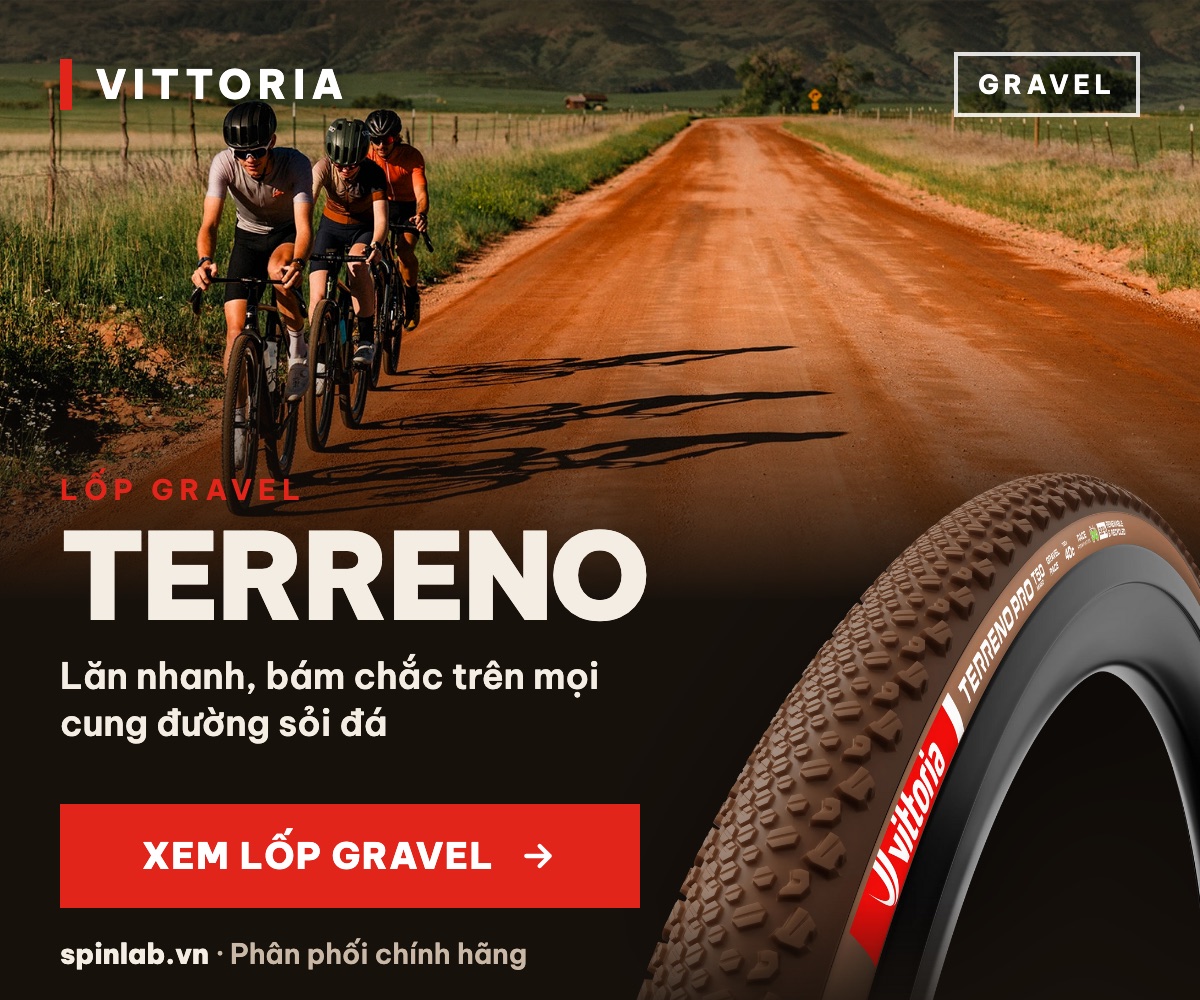 VITTORIA
GRAVEL
LỐP GRAVEL
TERRENO
Lăn nhanh, bám chắc trên mọi
cung đường sỏi đá
XEM LỐP GRAVEL →
spinlab.vn · Phân phối chính hãng
vittoria
TERRENO PRO T50
40c